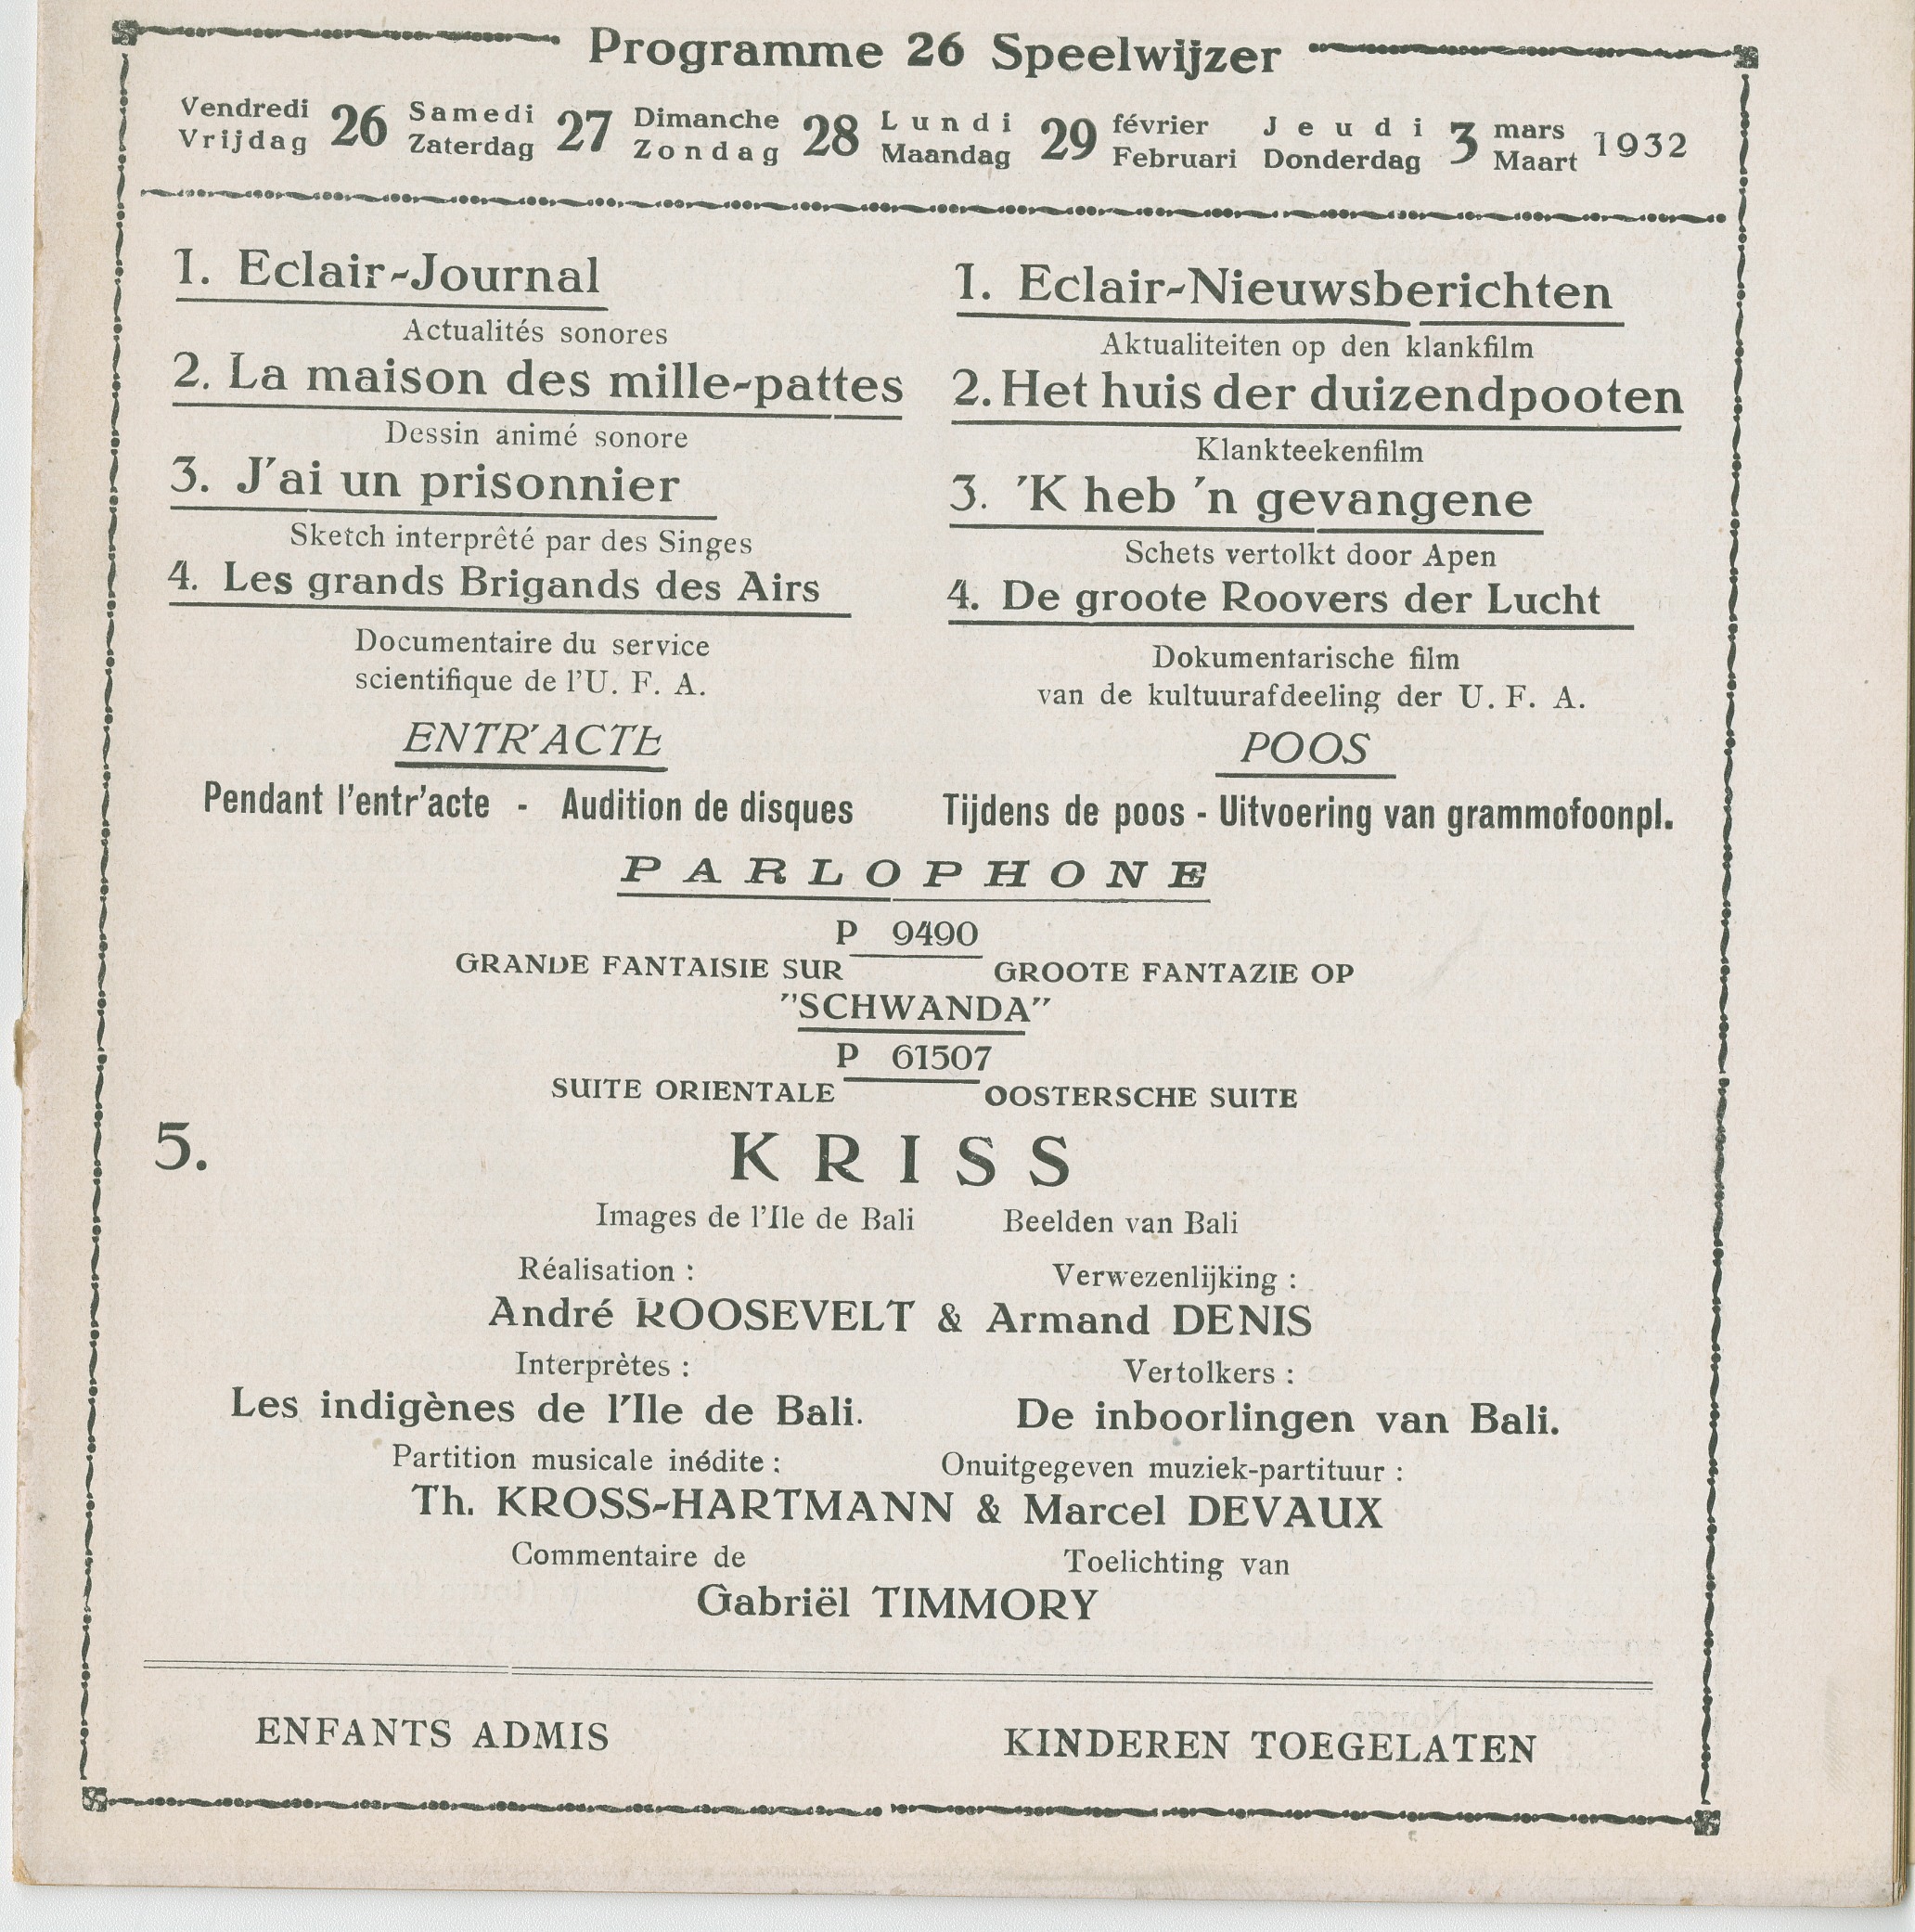 Programme 26 Speelwijzer
Vendredi 26 Samedi 27 Dimanche 28 Lundi 29 février Jeudi 3 mars 1932
Vrijdag Zaterdag Zondag Maandag Februari Donderdag Maart
1. Eclair-Journal
Actualités sonores
2. La maison des mille-pattes
Dessin animé sonore
3. J'ai un prisonnier
Sketch interprêté par des Singes
4. Les grands Brigands des Airs
Documentaire du service
scientifique de l'U. F. A.
ENTR'ACTE
Pendant l'entr'acte - Audition de disques
1. Eclair-Nieuwsberichten
Aktualiteiten op den klankfilm
2. Het huis der duizendpooten
Klankteekenfilm
3. 'K heb 'n gevangene
Schets vertolkt door Apen
4. De groote Roovers der Lucht
Dokumentarische film
van de kultuurafdeeling der U. F. A.
POOS
Tijdens de poos - Uitvoering van grammofoonpl.
PARLOPHONE
P 9490
GRANDE FANTAISIE SUR GROOTE FANTAZIE OP
"SCHWANDA"
P 61507
SUITE ORIENTALE OOSTERSCHE SUITE
5. KRISS
Images de l'Ile de Bali Beelden van Bali
Réalisation : Verwezenlijking :
André ROOSEVELT & Armand DENIS
Interprètes : Vertolkers :
Les indigènes de l'Ile de Bali. De inboorlingen van Bali.
Partition musicale inédite : Onuitgegeven muziek-partituur :
Th. KROSS-HARTMANN & Marcel DEVAUX
Commentaire de Toelichting van
Gabriël TIMMORY
ENFANTS ADMIS KINDEREN TOEGELATEN